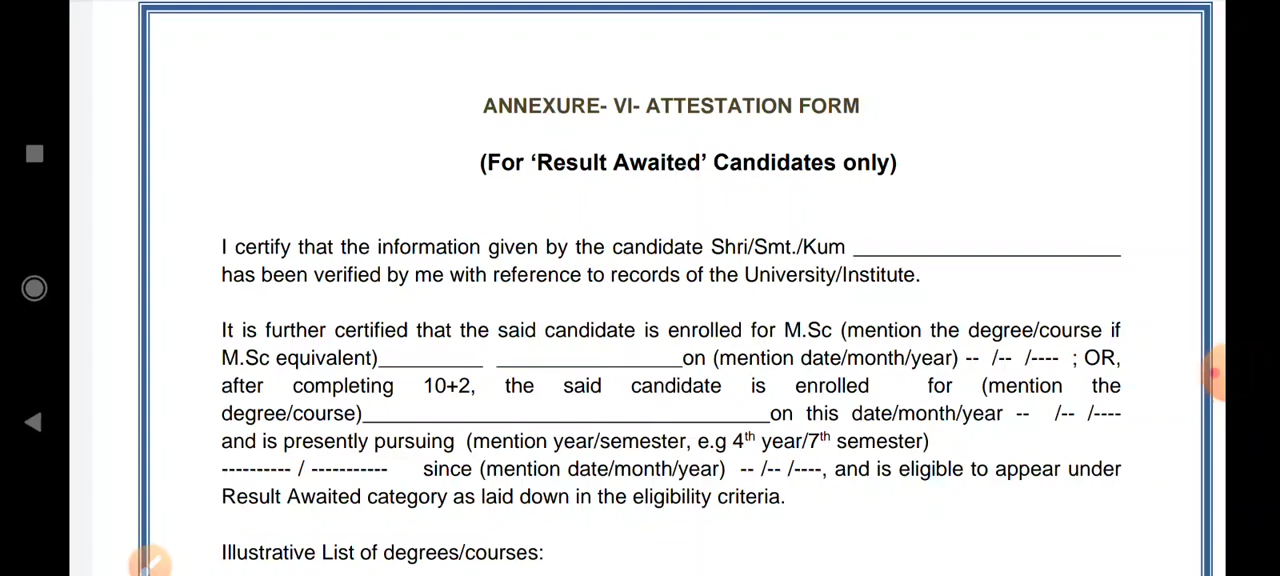 ANNEXURE- VI- ATTESTATION FORM
(For ‘Result Awaited’ Candidates only)
I certify that the information given by the candidate Shri/Smt./Kum ________________________
has been verified by me with reference to records of the University/Institute.
It is further certified that the said candidate is enrolled for M.Sc (mention the degree/course if
M.Sc equivalent)_________ ________________on (mention date/month/year) -- /-- /---- ; OR,
after completing 10+2, the said candidate is enrolled for (mention the
degree/course)____________________________________on this date/month/year -- /-- /----
and is presently pursuing (mention year/semester, e.g 4th year/7th semester)
---------- / ----------- since (mention date/month/year) -- /-- /----, and is eligible to appear under
Result Awaited category as laid down in the eligibility criteria.
Illustrative List of degrees/courses: